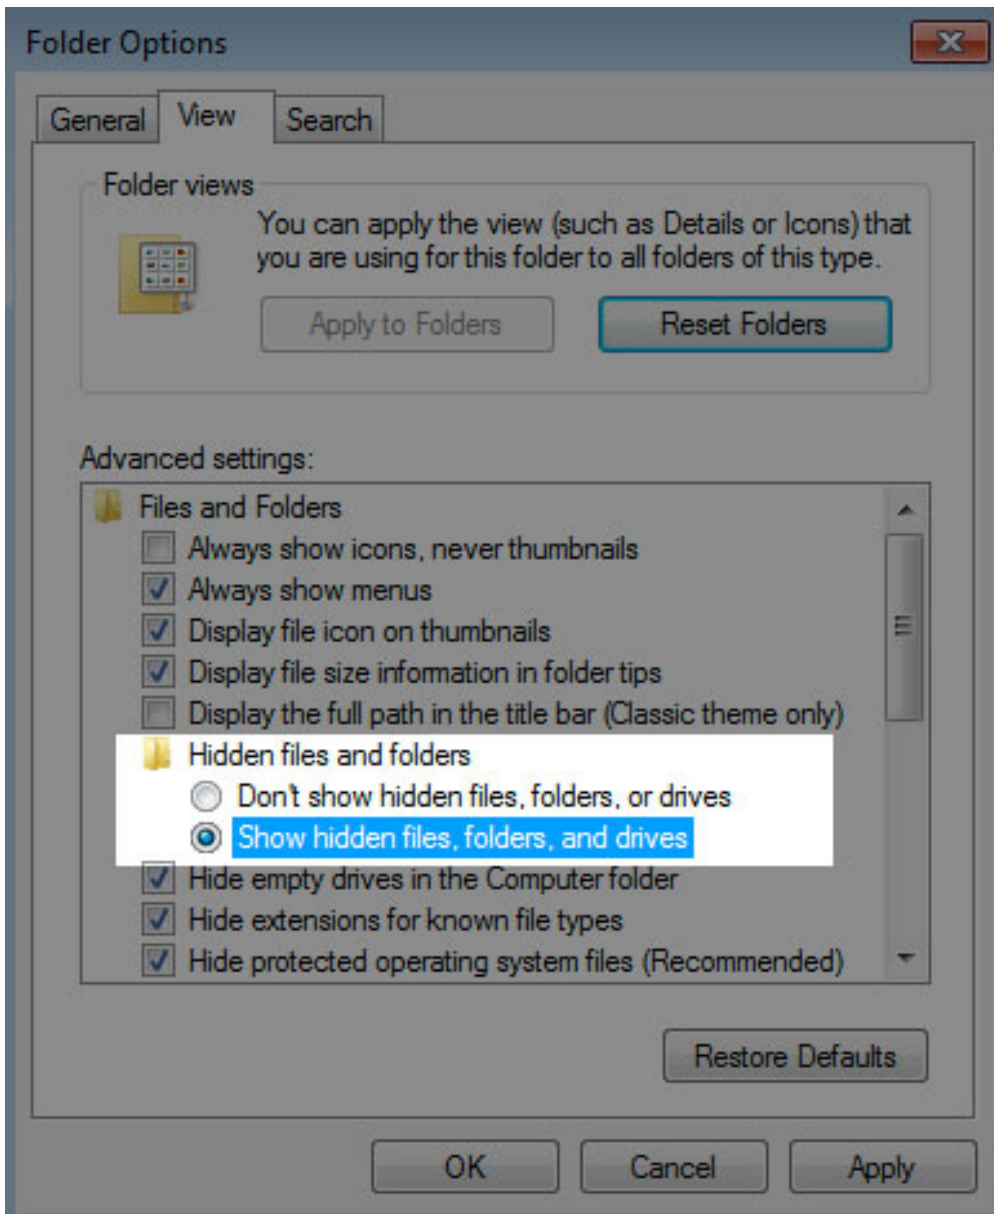 Folder Options
General
View
Search
Folder views
You can apply the view (such as Details or Icons) that
you are using for this folder to all folders of this type.
Apply to Folders
Reset Folders
Advanced settings:
Files and Folders
Always show icons, never thumbnails
Always show menus
Display file icon on thumbnails
Display file size information in folder tips
Display the full path in the title bar (Classic theme only)
Hidden files and folders
Don't show hidden files, folders, or drives
Show hidden files, folders, and drives
Hide empty drives in the Computer folder
Hide extensions for known file types
Hide protected operating system files (Recommended)
Restore Defaults
OK
Cancel
Apply